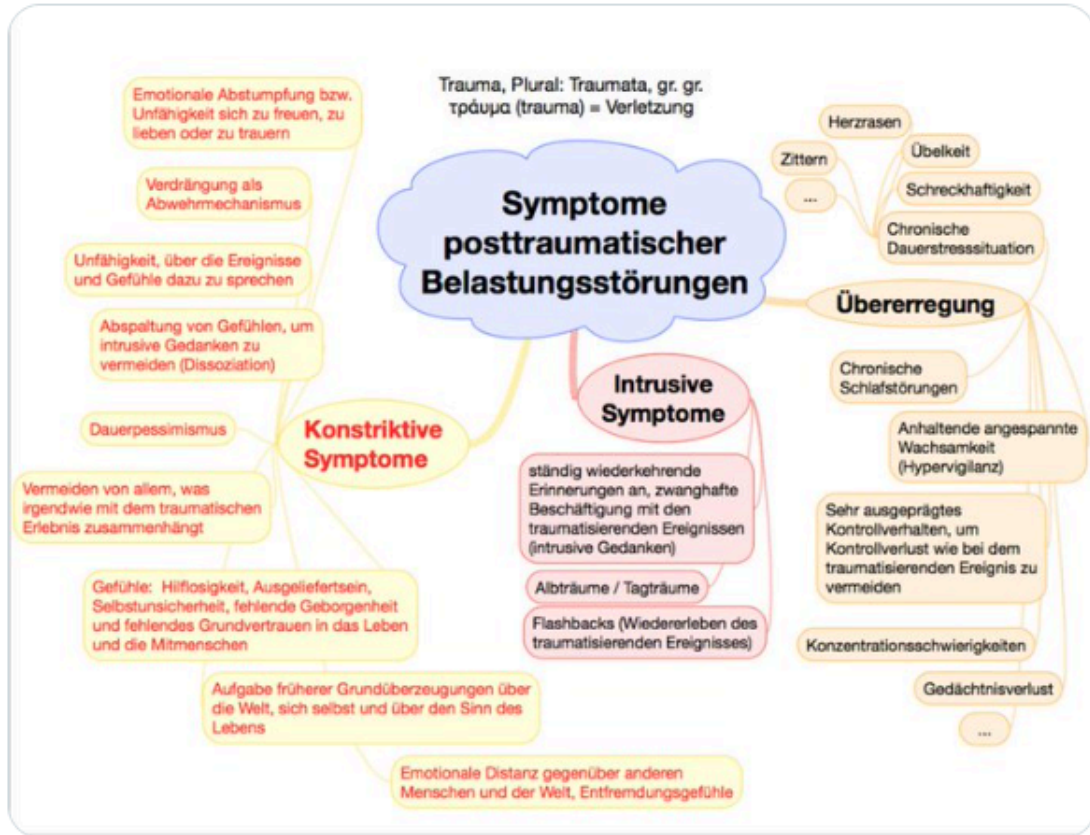 Trauma, Plural: Traumata, gr. gr.
τράυμα (trauma) = Verletzung
Symptome
posttraumatischer
Belastungsstörungen
Emotionale Abstumpfung bzw.
Unfähigkeit sich zu freuen, zu
lieben oder zu trauern
Verdrängung als
Abwehrmechanismus
Unfähigkeit, über die Ereignisse
und Gefühle dazu zu sprechen
Abspaltung von Gefühlen, um
intrusive Gedanken zu
vermeiden (Dissoziation)
Dauerpessimismus
Konstriktive
Symptome
Vermeiden von allem, was
irgendwie mit dem traumatischen
Erlebnis zusammenhängt
Gefühle: Hilflosigkeit, Ausgeliefertsein,
Selbstunsicherheit, fehlende Geborgenheit
und fehlendes Grundvertrauen in das Leben
und die Mitmenschen
Aufgabe früherer Grundüberzeugungen über
die Welt, sich selbst und über den Sinn des
Lebens
Emotionale Distanz gegenüber anderen
Menschen und der Welt, Entfremdungsgefühle
Intrusive
Symptome
ständig wiederkehrende
Erinnerungen an, zwanghafte
Beschäftigung mit den
traumatisierenden Ereignissen
(intrusive Gedanken)
Albträume / Tagträume
Flashbacks (Wiedererleben des
traumatisierenden Ereignisses)
Herzrasen
Zittern
Übelkeit
...
Schreckhaftigkeit
Chronische
Dauerstresssituation
Übererregung
Chronische
Schlafstörungen
Anhaltende angespannte
Wachsamkeit
(Hypervigilanz)
Sehr ausgeprägtes
Kontrollverhalten, um
Kontrollverlust wie bei dem
traumatisierenden Ereignis zu
vermeiden
Konzentrationsschwierigkeiten
Gedächtnisverlust
...